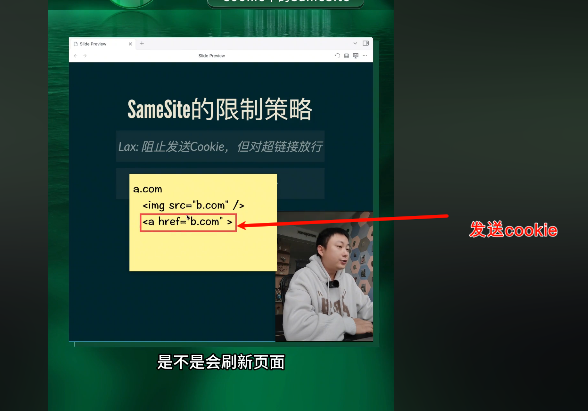 Slide Preview
Slide Preview
SameSite的限制策略
Lax: 阻止发送Cookie，但对超链接放行
a.com
<img src="b.com" />
<a href="b.com" >
发送cookie
是不是会刷新页面